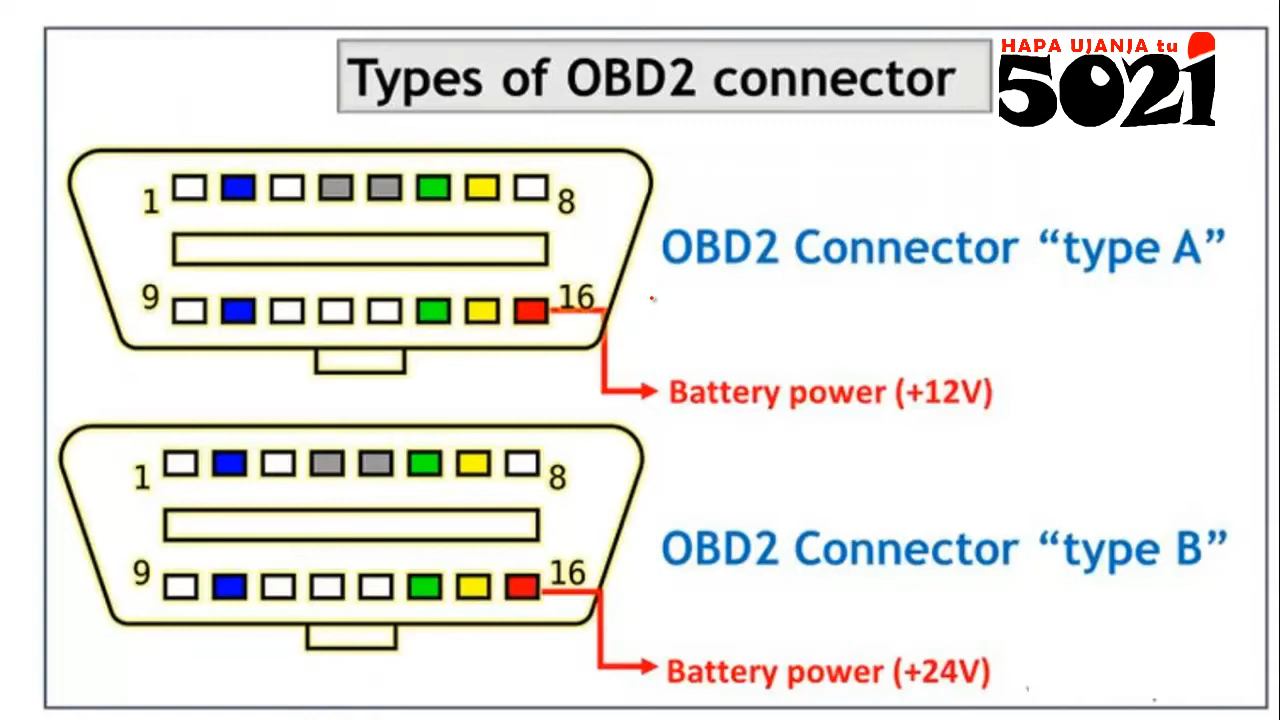 Types of OBD2 connector
HAPA UJANJA tu
5021
1
8
OBD2 Connector “type A”
9
16
Battery power (+12V)
1
8
OBD2 Connector “type B”
9
16
Battery power (+24V)